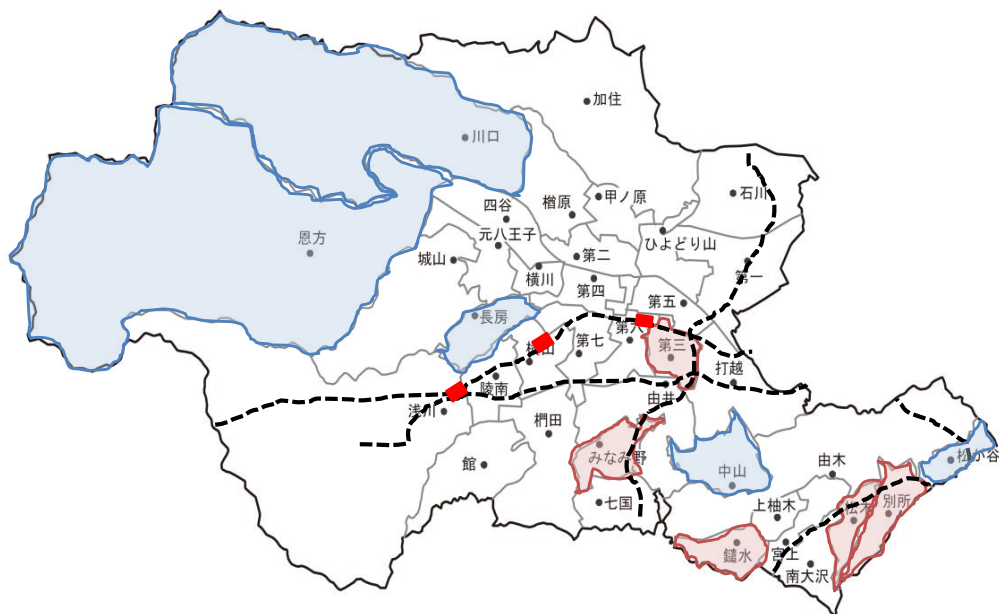 加住
川口
石川
甲ノ原
楢原
四谷
元八王子
ひよどり山
恩方
城山
第二
第一
横川
第四
第五
長房
第六
第七
第三
横山
打越
陵南
由井
浅川
椚田
みなみ野
松が谷
館
中山
由木
七国
上柚木
松木
別所
鑓水
宮上
南大沢